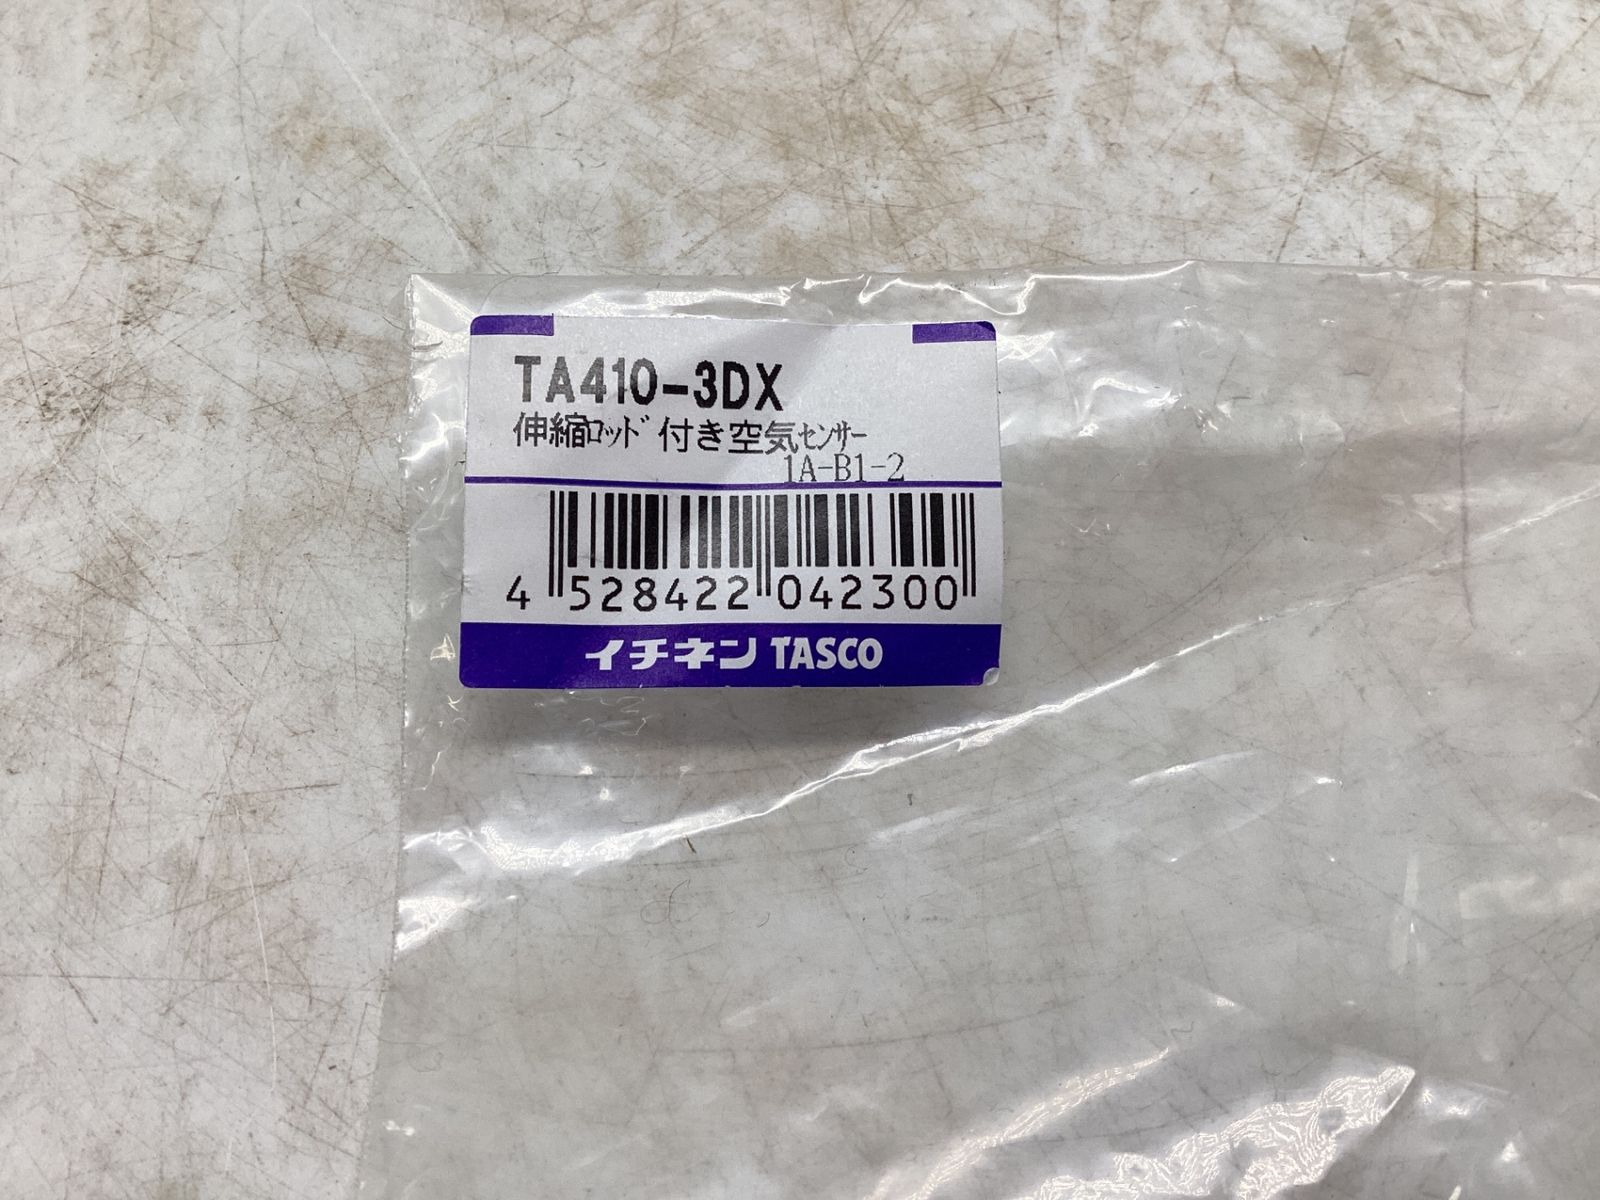 TA410-3DX
伸縮ﾛｯﾄﾞ付き空気ｾﾝｻｰ
1A-B1-2
4 528422 042300
イチネン TASCO